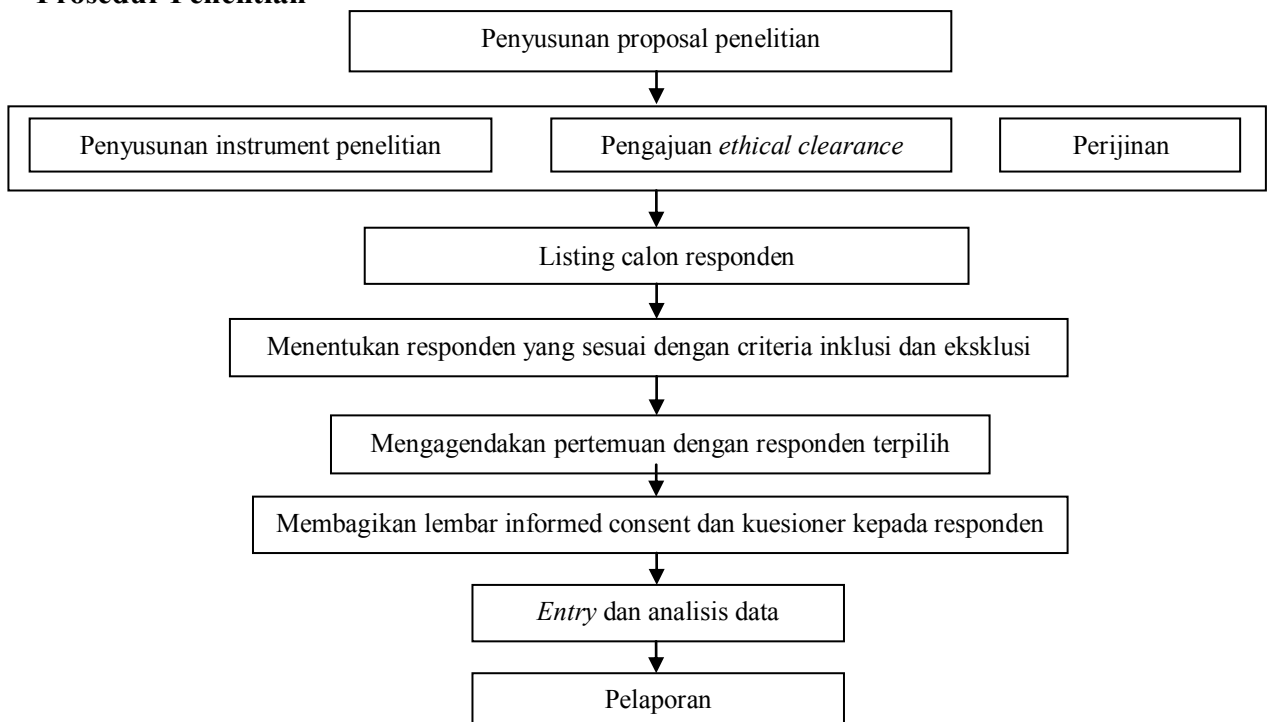 Prosedur Penelitian
Penyusunan proposal penelitian
Penyusunan instrument penelitian
Pengajuan ethical clearance
Perijinan
Listing calon responden
Menentukan responden yang sesuai dengan criteria inklusi dan eksklusi
Mengagendakan pertemuan dengan responden terpilih
Membagikan lembar informed consent dan kuesioner kepada responden
Entry dan analisis data
Pelaporan